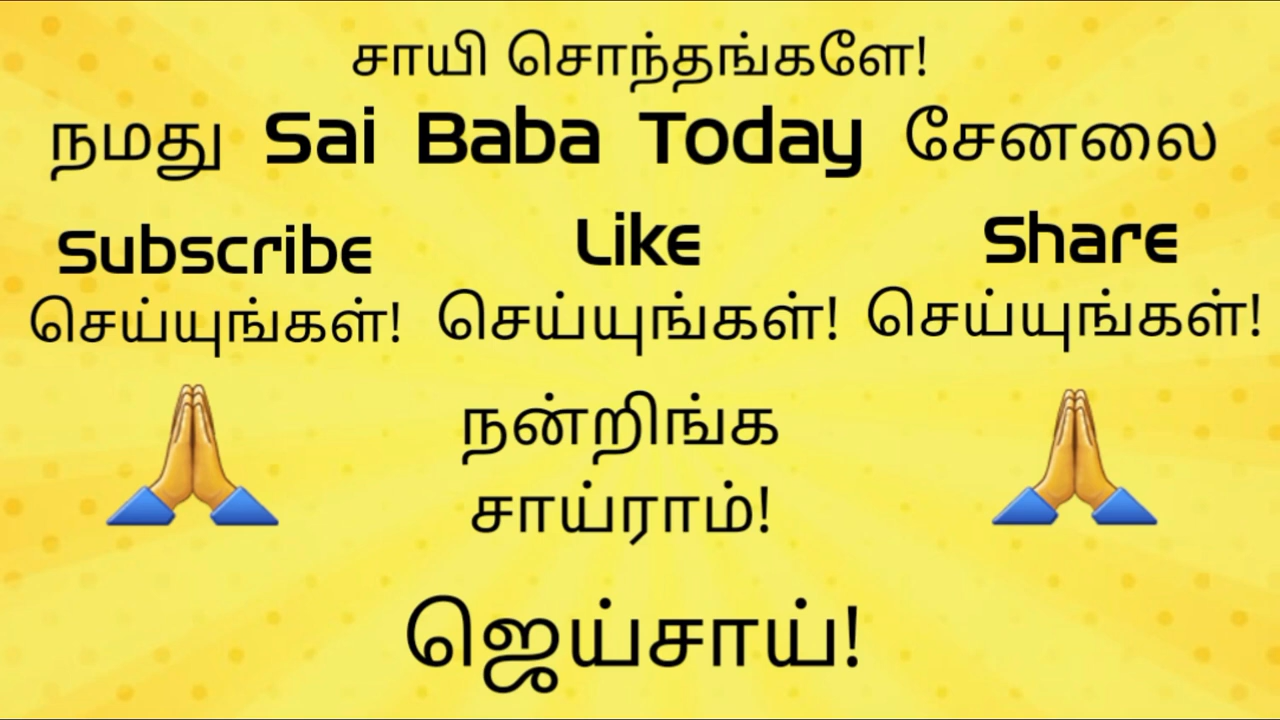 சாயி சொந்தங்களே!
நமது Sai Baba Today சேனலை
Subscribe Like Share
செய்யுங்கள்! செய்யுங்கள்! செய்யுங்கள்!
நன்றிங்க
சாய்ராம்!
ஜெய்சாய்!